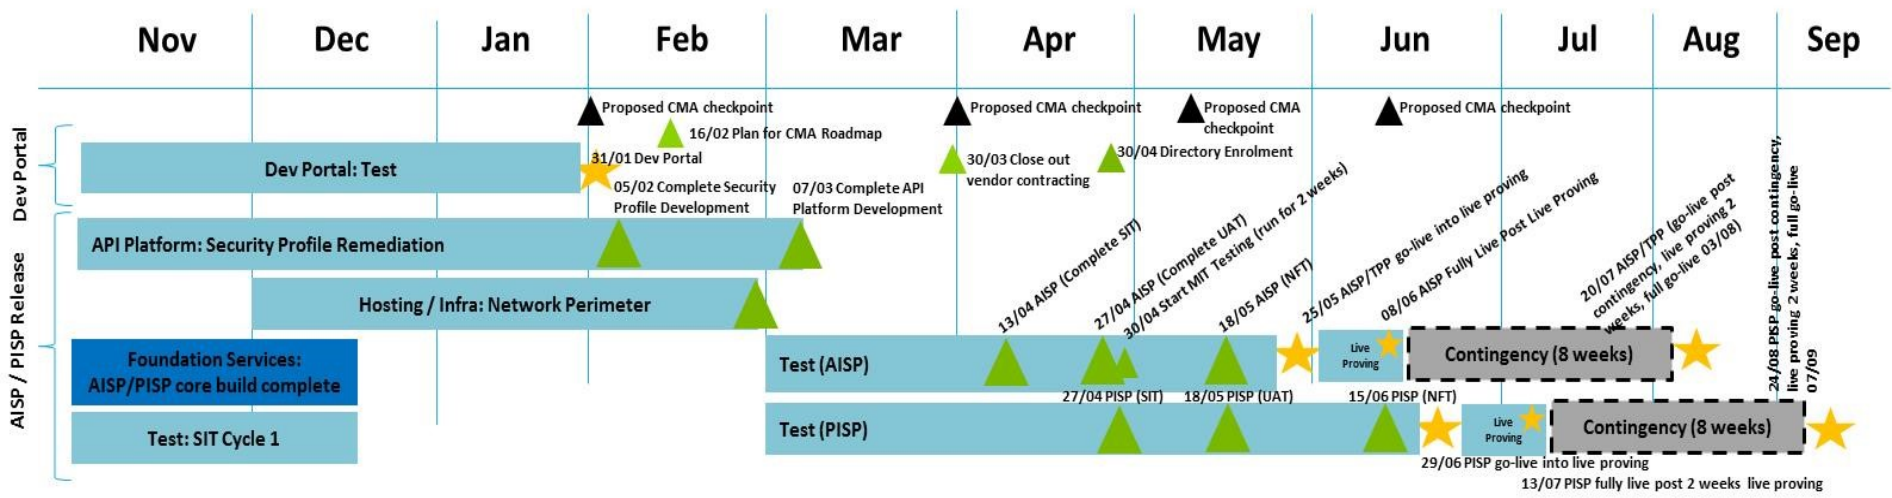 Nov Dec Jan Feb Mar Apr May Jun Jul Aug Sep
Dev Portal
Proposed CMA checkpoint
Proposed CMA checkpoint
Proposed CMA
checkpoint
Proposed CMA checkpoint
16/02 Plan for CMA Roadmap
Dev Portal: Test
31/01 Dev Portal
30/03 Close out
vendor contracting
30/04 Directory Enrolment
05/02 Complete Security
Profile Development
07/03 Complete API
Platform Development
AISP / PISP Release
API Platform: Security Profile Remediation
Hosting / Infra: Network Perimeter
Foundation Services:
AISP/PISP core build complete
Test: SIT Cycle 1
13/04 AISP (Complete SIT)
27/04 AISP (Complete UAT)
30/04 Start MIT Testing (run for 2 weeks)
18/05 AISP (NFT)
25/05 AISP/TPP go-live into live proving
08/06 AISP Fully Live Post Live Proving
20/07 AISP/TPP (go-live post
contingency, live proving 2
weeks, full go-live 03/08)
24/08 PISP go-live post contingency,
live proving 2 weeks, full go-live
07/09
Test (AISP)
Live
Proving
Contingency (8 weeks)
27/04 PISP (SIT)
18/05 PISP (UAT)
15/06 PISP (NFT)
Test (PISP)
Live
Proving
Contingency (8 weeks)
29/06 PISP go-live into live proving
13/07 PISP fully live post 2 weeks live proving